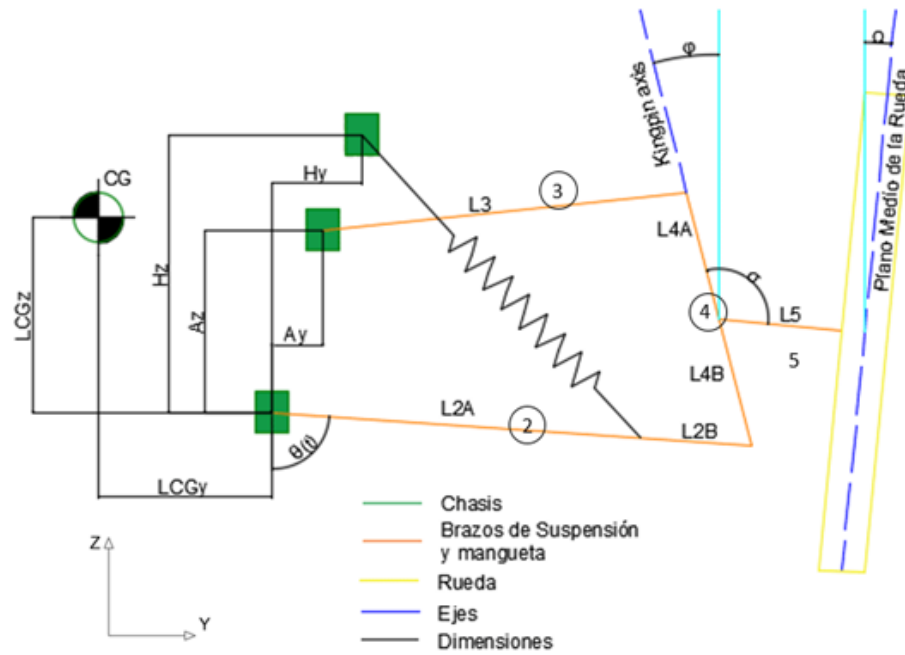 φ
Ω
Kingpin axis
Plano Medio de la Rueda
CG
Hy
3
L3
L4A
Hz
LCGz
Az
Ay
α
4
L5
5
L4B
L2A
2
L2B
θ(t)
LCGy
Chasis
Brazos de Suspensión
y mangueta
Rueda
Ejes
Dimensiones
Z
Y